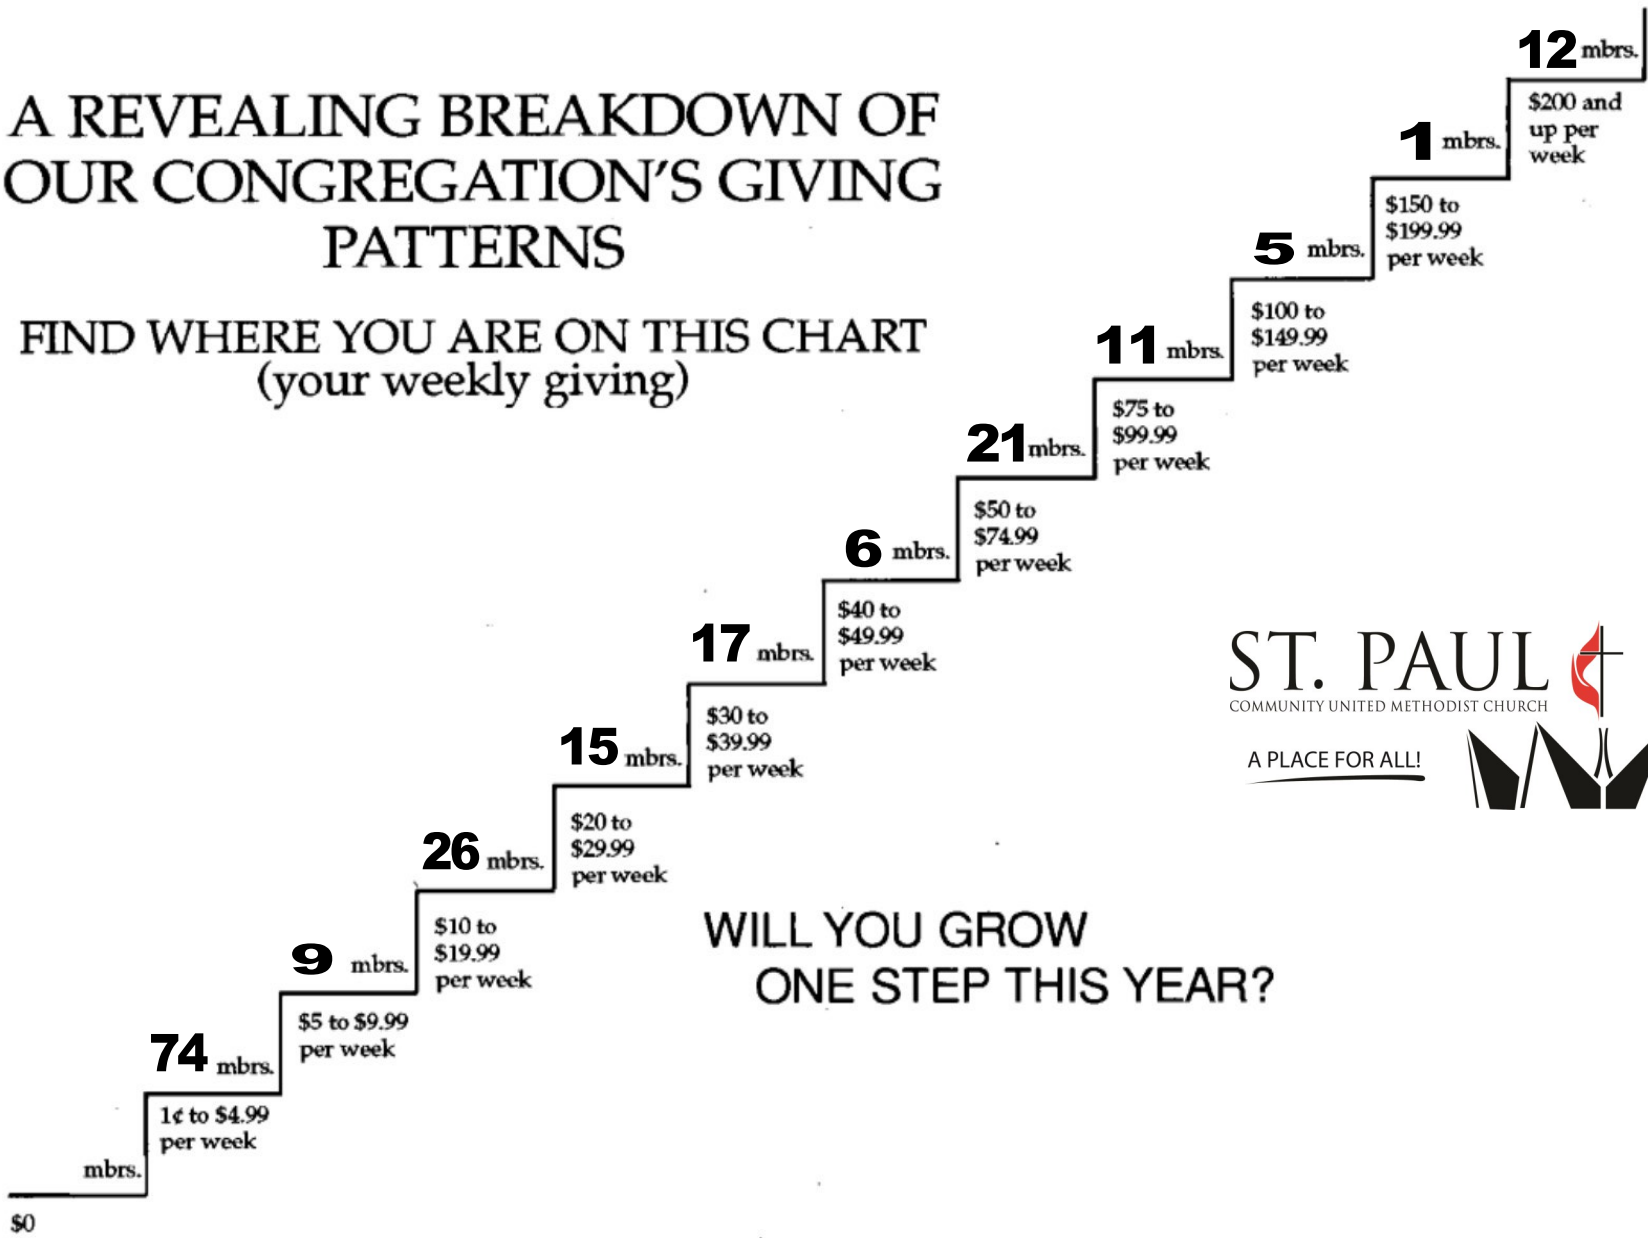 A REVEALING BREAKDOWN OF
OUR CONGREGATION'S GIVING
PATTERNS
FIND WHERE YOU ARE ON THIS CHART
(your weekly giving)
12 mbrs.
$200 and
up per
week
1 mbrs.
$150 to
$199.99
per week
5 mbrs.
$100 to
$149.99
per week
11 mbrs.
$75 to
$99.99
per week
21 mbrs.
$50 to
$74.99
per week
6 mbrs.
$40 to
$49.99
per week
17 mbrs.
$30 to
$39.99
per week
15 mbrs.
$20 to
$29.99
per week
26 mbrs.
$10 to
$19.99
per week
9 mbrs.
$5 to $9.99
per week
74 mbrs.
1¢ to $4.99
per week
mbrs.
$0
ST. PAUL
COMMUNITY UNITED METHODIST CHURCH
A PLACE FOR ALL!
WILL YOU GROW
ONE STEP THIS YEAR?